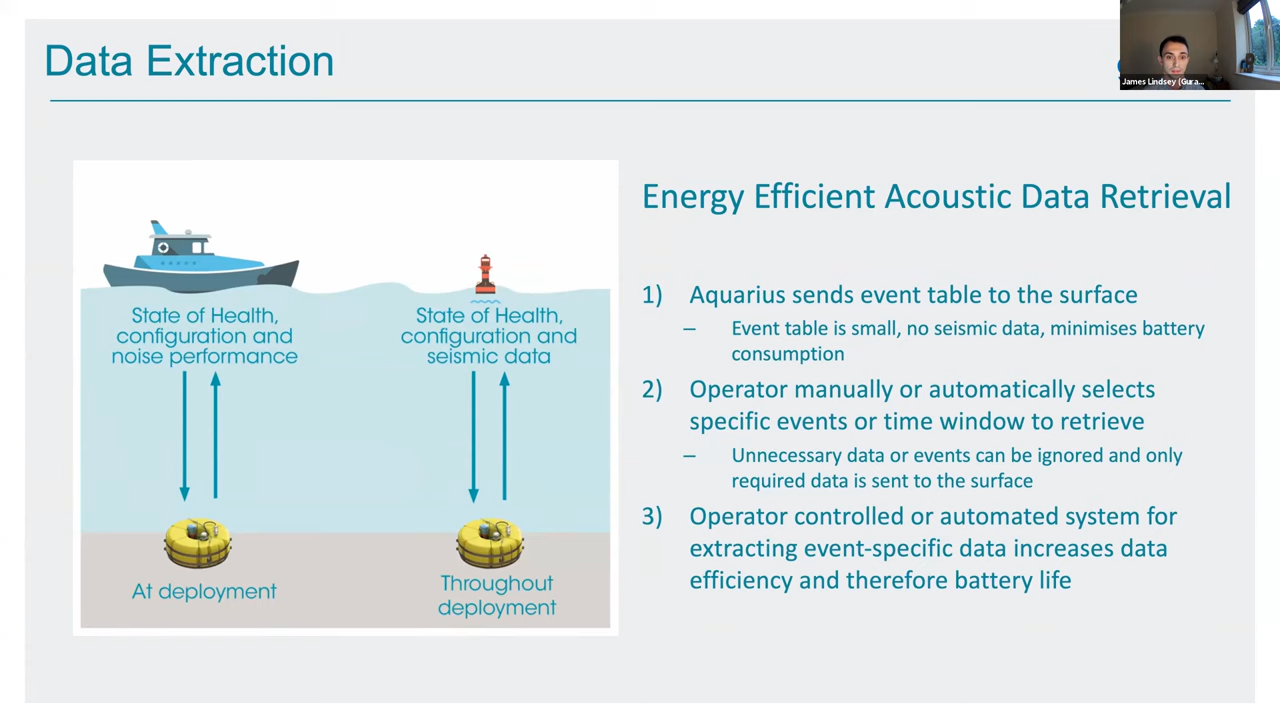 Data Extraction
James Lindsey (Gura...
State of Health,
configuration and
noise performance
State of Health,
configuration and
seismic data
At deployment
Throughout
deployment
Energy Efficient Acoustic Data Retrieval
1) Aquarius sends event table to the surface
– Event table is small, no seismic data, minimises battery
consumption
2) Operator manually or automatically selects
specific events or time window to retrieve
– Unnecessary data or events can be ignored and only
required data is sent to the surface
3) Operator controlled or automated system for
extracting event-specific data increases data
efficiency and therefore battery life